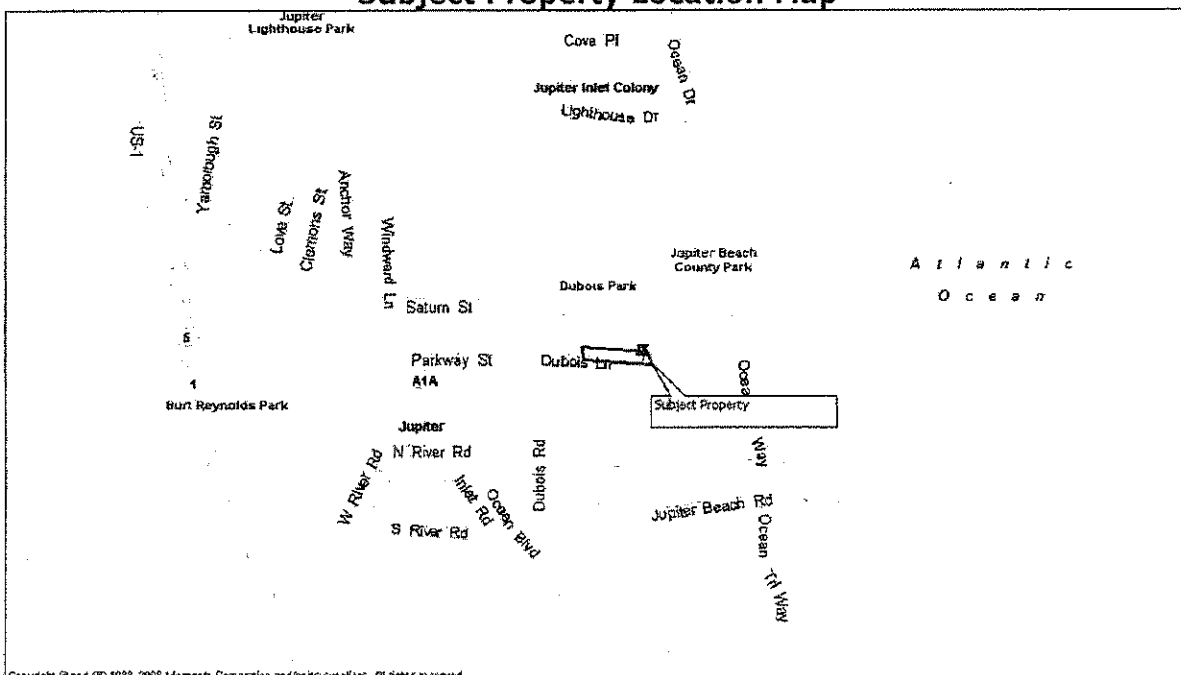 Subject Property Location Map
Jupiter
Lighthouse Park
Cove Pl
Ocean Dr
Jupiter Inlet Colony
Lighthouse Dr
US-1
Yarborough St
Love St
Clemons St
Anchor Way
Windward Ln
Jupiter Beach
County Park
Atlantic
Ocean
Dubois Park
Saturn St
Parkway St
A1A
Dubois Ln
Ocea
Subject Property
1
Burt Reynolds Park
Jupiter
N River Rd
W River Rd
Inlet Rd
Ocean Blvd
Dubois Rd
S River Rd
Way
Jupiter Beach Rd
Ocean Trl Way